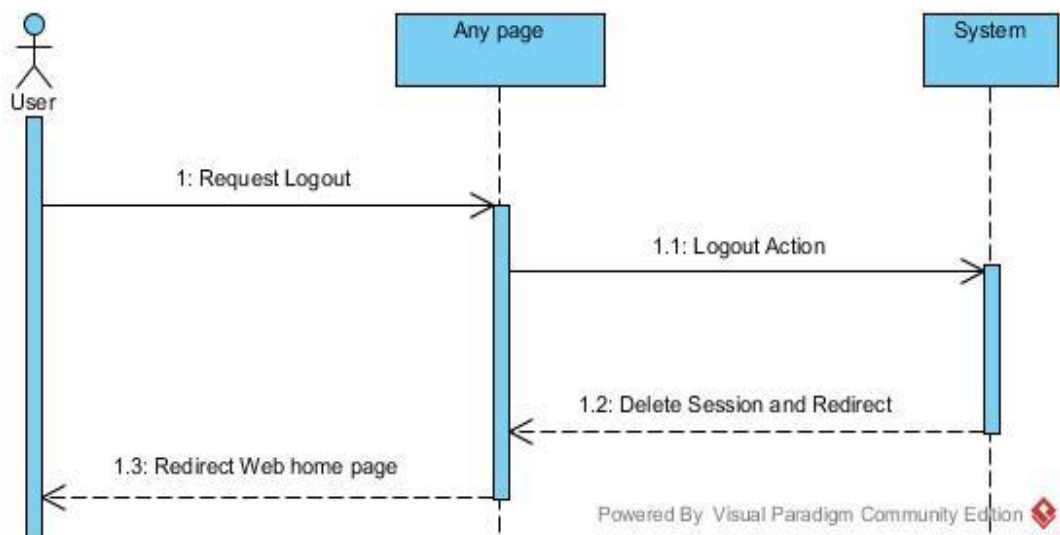 Any page
System
User
1: Request Logout
1.1: Logout Action
1.2: Delete Session and Redirect
1.3: Redirect Web home page
Powered By Visual Paradigm Community Edition